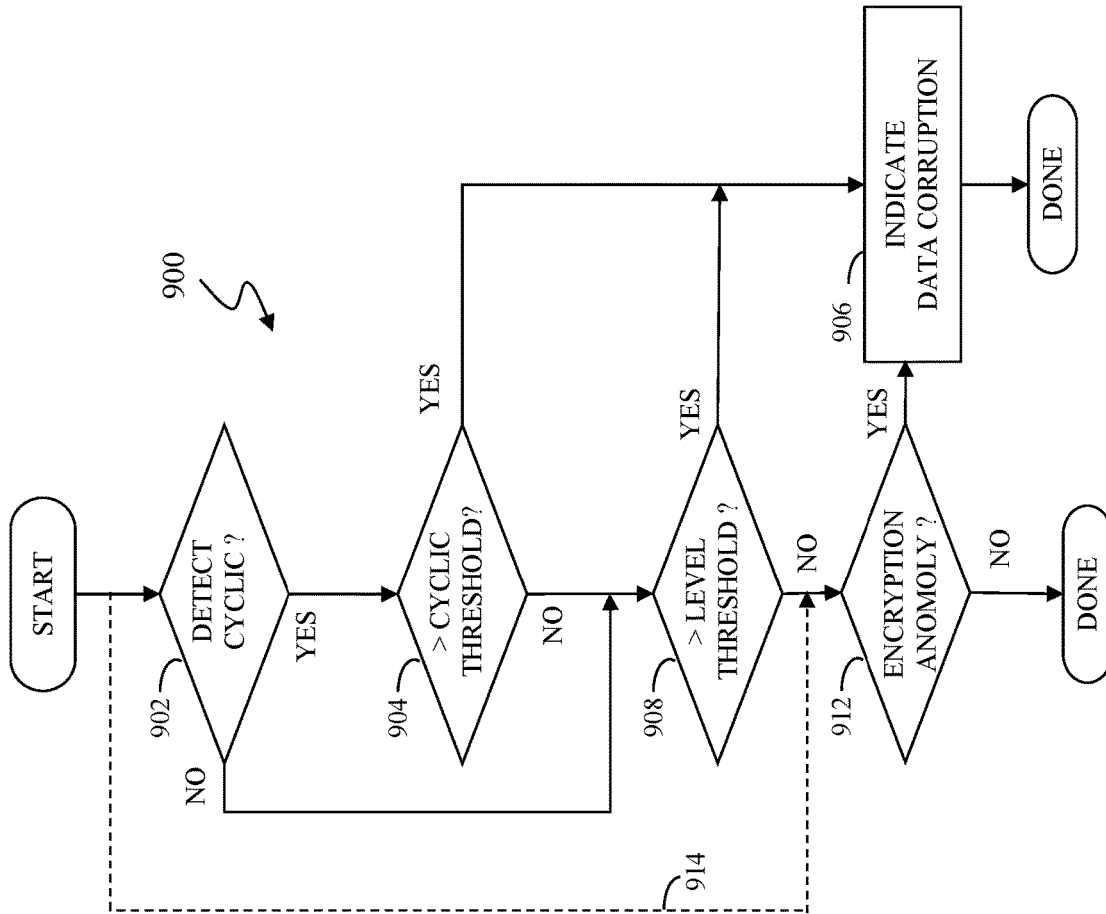 900
START
902
DETECT
CYCLIC ?
NO
YES
904
> CYCLIC
THRESHOLD?
YES
NO
908
> LEVEL
THRESHOLD ?
YES
NO
914
912
ENCRYPTION
ANOMOLY ?
YES
NO
906
INDICATE
DATA CORRUPTION
DONE
DONE